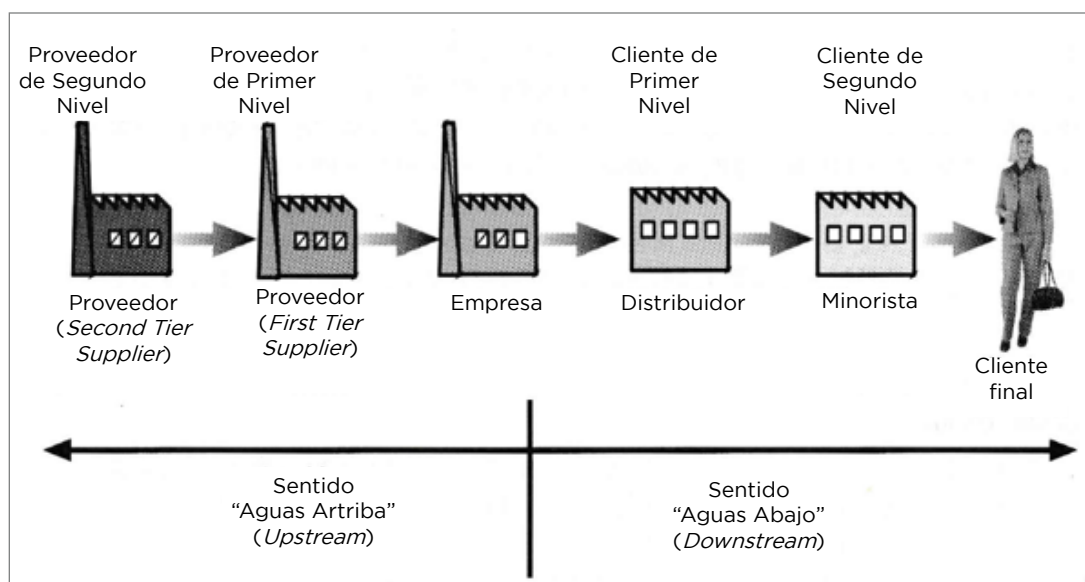 Proveedor
de Segundo
Nivel
Proveedor
de Primer
Nivel
Cliente de
Primer
Nivel
Cliente de
Segundo
Nivel
Proveedor
(Second Tier
Supplier)
Proveedor
(First Tier
Supplier)
Empresa
Distribuidor
Minorista
Cliente
final
Sentido
“Aguas Artriba”
(Upstream)
Sentido
“Aguas Abajo”
(Downstream)